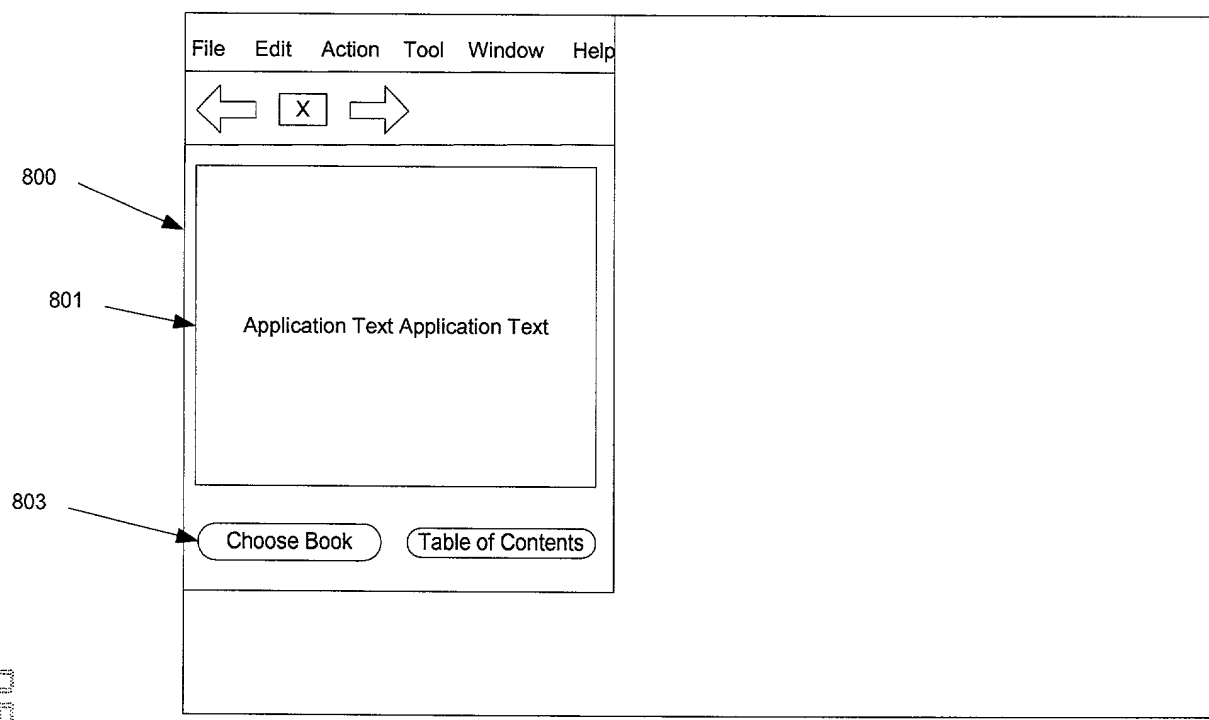 File Edit Action Tool Window Help
X
800
801
Application Text Application Text
803
Choose Book Table of Contents